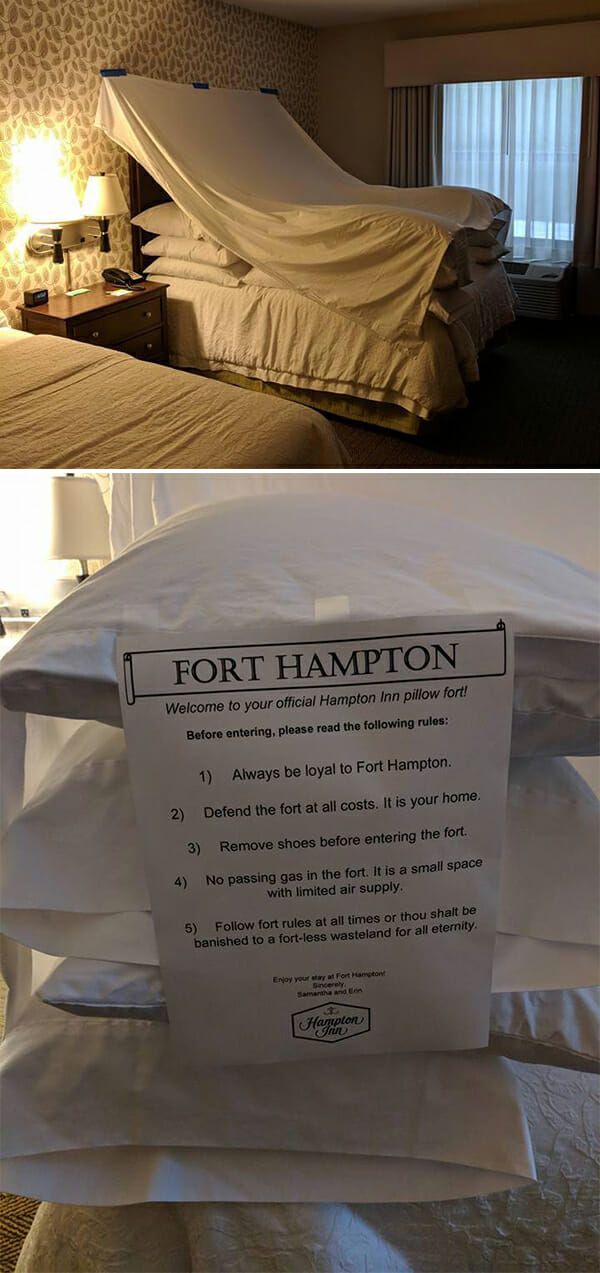 FORT HAMPTON
Welcome to your official Hampton Inn pillow fort!
Before entering, please read the following rules:
1) Always be loyal to Fort Hampton.
2) Defend the fort at all costs. It is your home.
3) Remove shoes before entering the fort.
4) No passing gas in the fort. It is a small space
with limited air supply.
5) Follow fort rules at all times or thou shalt be
banished to a fort-less wasteland for all eternity.
Enjoy your stay at Fort Hampton!
Sincerely,
Samantha and Erin
Hampton
Inn